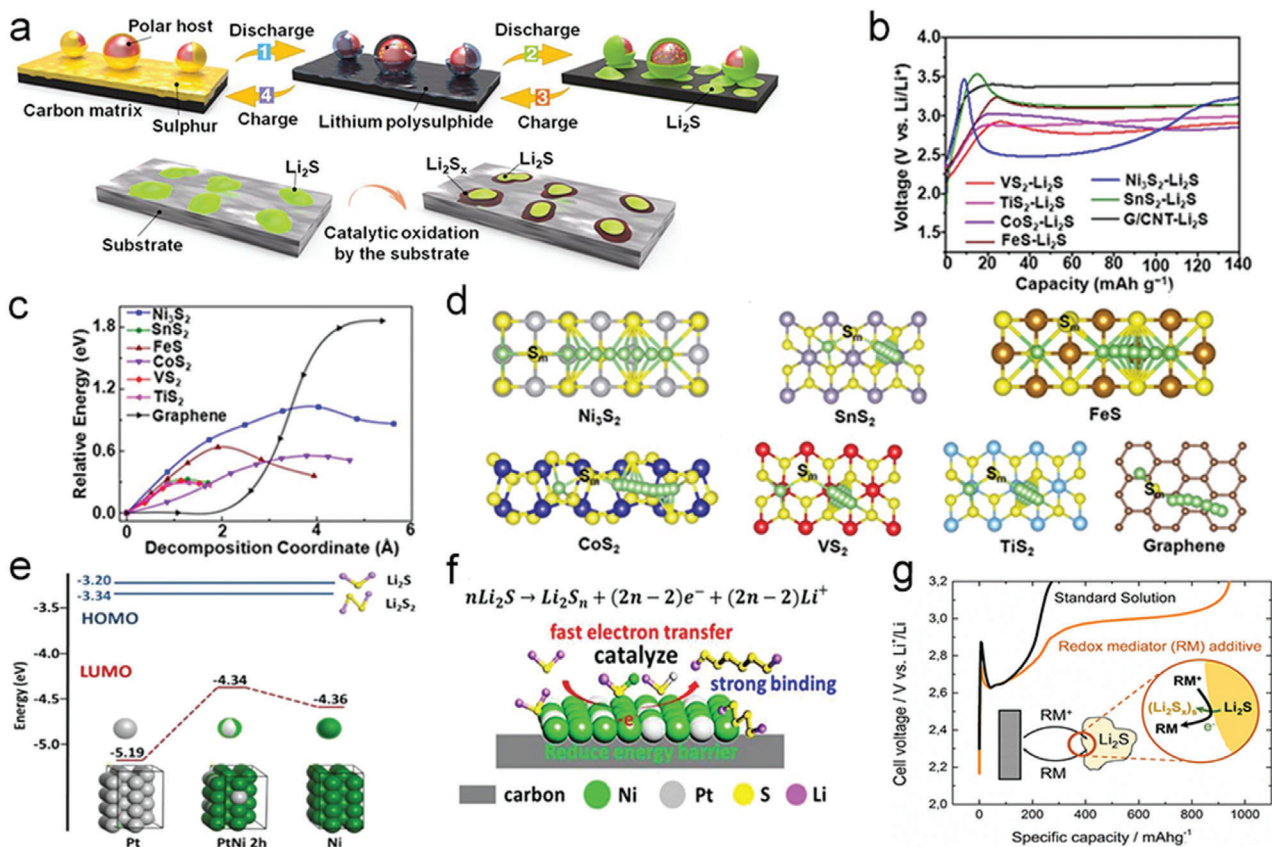 a
Polar host
Discharge
1
Discharge
2
4
3
Carbon matrix
Sulphur
Charge
Lithium polysulphide
Charge
Li₂S
Li₂S
Li₂Sₓ
Li₂S
Substrate
Catalytic oxidation
by the substrate
b
Voltage (V vs. Li/Li⁺)
4.0
3.5
3.0
2.5
2.0
1.5
VS₂-Li₂S
TiS₂-Li₂S
CoS₂-Li₂S
FeS-Li₂S
Ni₃S₂-Li₂S
SnS₂-Li₂S
G/CNT-Li₂S
0 20 40 60 80 100 120 140
Capacity (mAh g⁻¹)
c
Relative Energy (eV)
1.8
1.2
0.6
0.0
Ni₃S₂
SnS₂
FeS
CoS₂
VS₂
TiS₂
Graphene
0 2 4 6
Decomposition Coordinate (Å)
d
Sₘ
Ni₃S₂
Sₘ
SnS₂
Sₘ
FeS
Sₘ
CoS₂
Sₘ
VS₂
Sₘ
TiS₂
Sₘ
Graphene
e
Energy (eV)
-3.5
-4.0
-4.5
-5.0
-3.20
-3.34
Li₂S
Li₂S₂
HOMO
LUMO
-4.34
-4.36
-5.19
Pt
PtNi 2h
Ni
f
nLi₂S → Li₂Sₙ + (2n − 2)e⁻ + (2n − 2)Li⁺
fast electron transfer
catalyze
strong binding
e
Reduce energy barrier
carbon Ni Pt S Li
g
Cell voltage / V vs. Li⁺/Li
3,2
3,0
2,8
2,6
2,4
2,2
2,0
Standard Solution
Redox mediator (RM) additive
RM⁺
(Li₂Sₓ)ₛ
Li₂S
RM
e⁻
RM⁺
Li₂S
RM
0 200 400 600 800 1000
Specific capacity / mAhg⁻¹